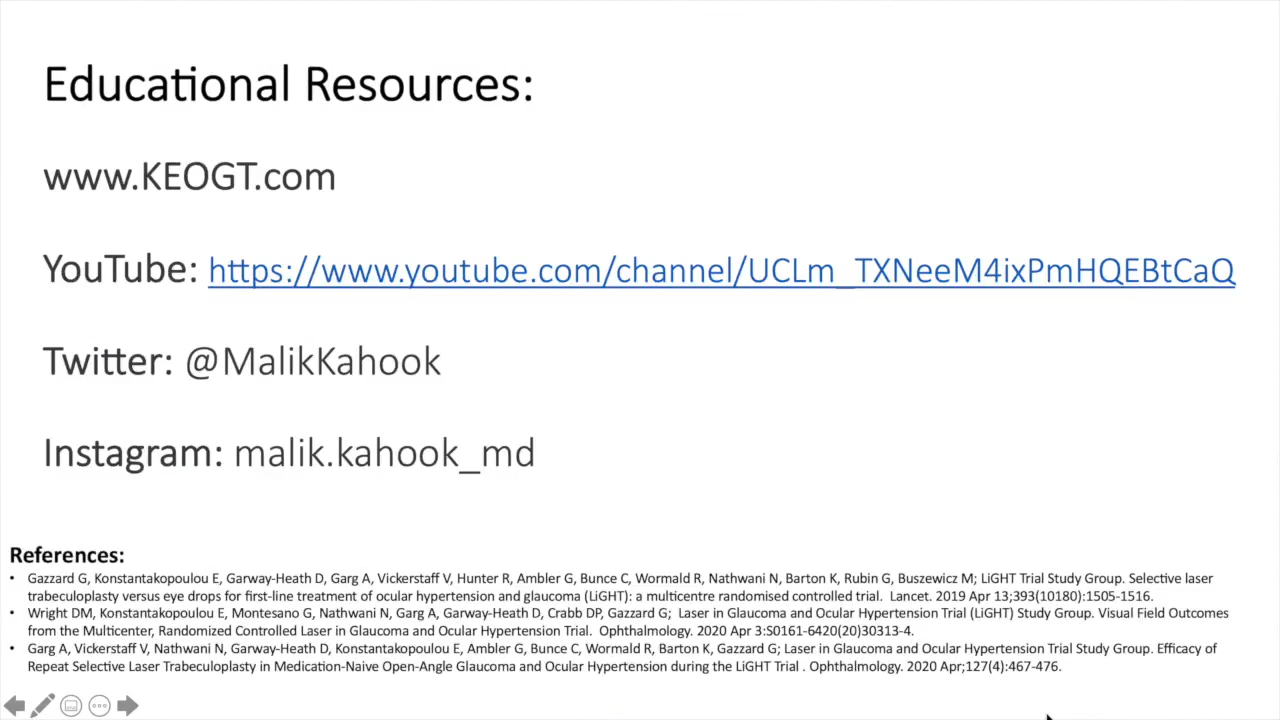 Educational Resources:
www.KEOGT.com
YouTube: https://www.youtube.com/channel/UCLm_TXNeeM4ixPmHQEBtCaQ
Twitter: @MalikKahook
Instagram: malik.kahook_md
References:
• Gazzard G, Konstantakopoulou E, Garway-Heath D, Garg A, Vickerstaff V, Hunter R, Ambler G, Bunce C, Wormald R, Nathwani N, Barton K, Rubin G, Buszewicz M; LiGHT Trial Study Group. Selective laser
trabeculoplasty versus eye drops for first-line treatment of ocular hypertension and glaucoma (LiGHT): a multicentre randomised controlled trial. Lancet. 2019 Apr 13;393(10180):1505-1516.
• Wright DM, Konstantakopoulou E, Montesano G, Nathwani N, Garg A, Garway-Heath D, Crabb DP, Gazzard G; Laser in Glaucoma and Ocular Hypertension Trial (LiGHT) Study Group. Visual Field Outcomes
from the Multicenter, Randomized Controlled Laser in Glaucoma and Ocular Hypertension Trial. Ophthalmology. 2020 Apr 3:S0161-6420(20)30313-4.
• Garg A, Vickerstaff V, Nathwani N, Garway-Heath D, Konstantakopoulou E, Ambler G, Bunce C, Wormald R, Barton K, Gazzard G; Laser in Glaucoma and Ocular Hypertension Trial Study Group. Efficacy of
Repeat Selective Laser Trabeculoplasty in Medication-Naive Open-Angle Glaucoma and Ocular Hypertension during the LiGHT Trial . Ophthalmology. 2020 Apr;127(4):467-476.